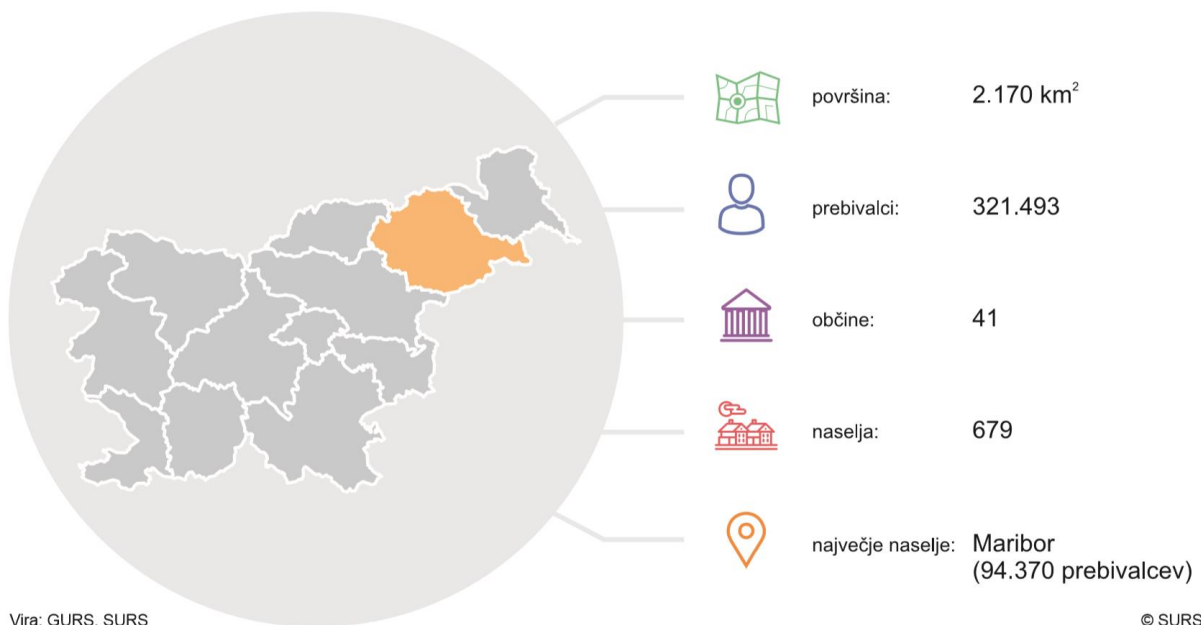 površina: 2.170 km²
prebivalci: 321.493
občine: 41
naselja: 679
največje naselje: Maribor
(94.370 prebivalcev)
Vira: GURS, SURS
© SURS